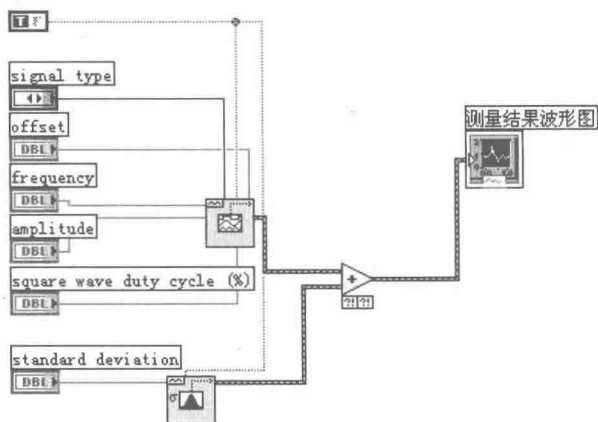 T F
signal type
offset
DBL
测量结果波形图
frequency
DBL
amplitude
DBL
square wave duty cycle (%)
DBL
+
?! ?!
standard deviation
DBL
σ